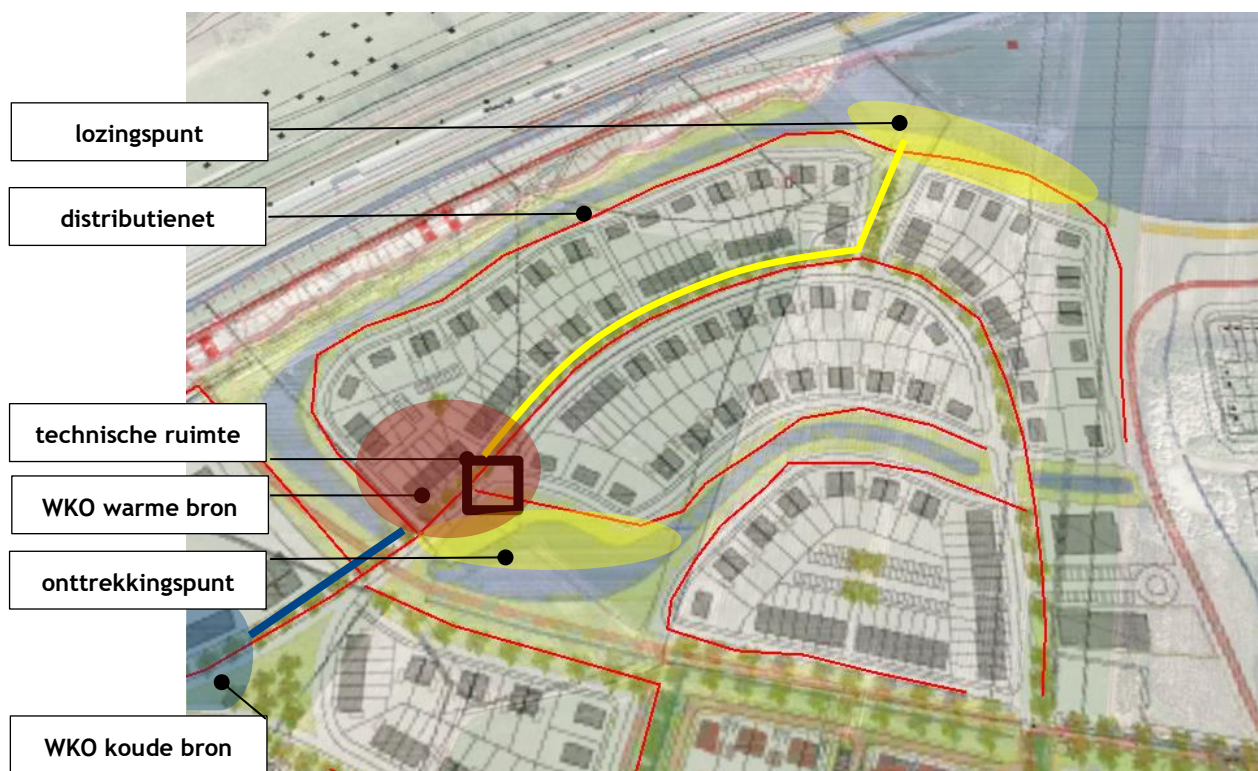 lozingspunt
distributienet
technische ruimte
WKO warme bron
onttrekkingspunt
WKO koude bron